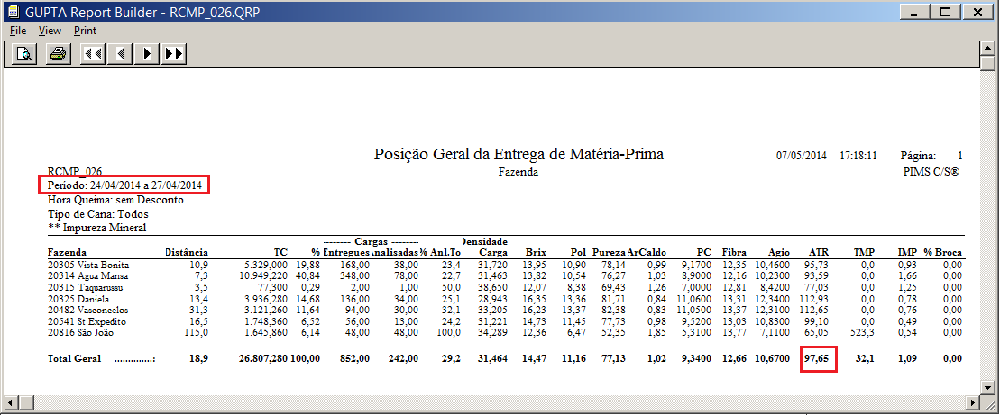 GUPTA Report Builder - RCMP_026.QRP
File View Print
Posição Geral da Entrega de Matéria-Prima 07/05/2014 17:18:11 Página: 1
RCMP_026 Fazenda PIMS C/S®
Período: 24/04/2014 a 27/04/2014
Hora Queima: sem Desconto
Tipo de Cana: Todos
** Impureza Mineral
-------- Cargas -------- Densidade
Fazenda Distância TC % Entregues nalisadas % Anl.To Carga Brix Pol Pureza ArCaldo PC Fibra Agio ATR TMP IMP % Broca
20305 Vista Bonita 10,9 5.329,000 19,88 168,00 38,00 23,4 31,720 13,95 10,90 78,14 0,99 9,1700 12,35 10,4600 95,73 0,0 0,93 0,00
20314 Agua Mansa 7,3 10.949,220 40,84 348,00 78,00 22,7 31,463 13,82 10,54 76,27 1,03 8,9000 12,16 10,2300 93,59 0,0 1,66 0,00
20315 Taquarussu 3,5 77,300 0,29 2,00 1,00 50,0 38,650 12,07 8,38 69,43 1,26 7,0000 12,81 8,4200 77,03 0,0 1,25 0,00
20325 Daniela 13,4 3.936,280 14,68 136,00 34,00 25,1 28,943 16,35 13,36 81,71 0,84 11,0600 13,31 12,3400 112,93 0,0 0,78 0,00
20482 Vasconcelos 31,3 3.121,260 11,64 94,00 30,00 32,1 33,205 16,23 13,37 82,38 0,83 11,0500 13,37 12,3100 112,65 0,0 0,76 0,00
20541 St Expedito 16,5 1.748,360 6,52 56,00 13,00 24,2 31,221 14,73 11,45 77,73 0,98 9,5200 13,03 10,8300 99,10 0,0 0,49 0,00
20816 São João 115,0 1.645,860 6,14 48,00 48,00 100,0 34,289 12,36 6,47 52,35 1,85 5,3100 13,77 7,1100 65,05 523,3 0,54 0,00
Total Geral ..............: 18,9 26.807,280 100,00 852,00 242,00 29,2 31,464 14,47 11,16 77,13 1,02 9,3400 12,66 10,6700 97,65 32,1 1,09 0,00